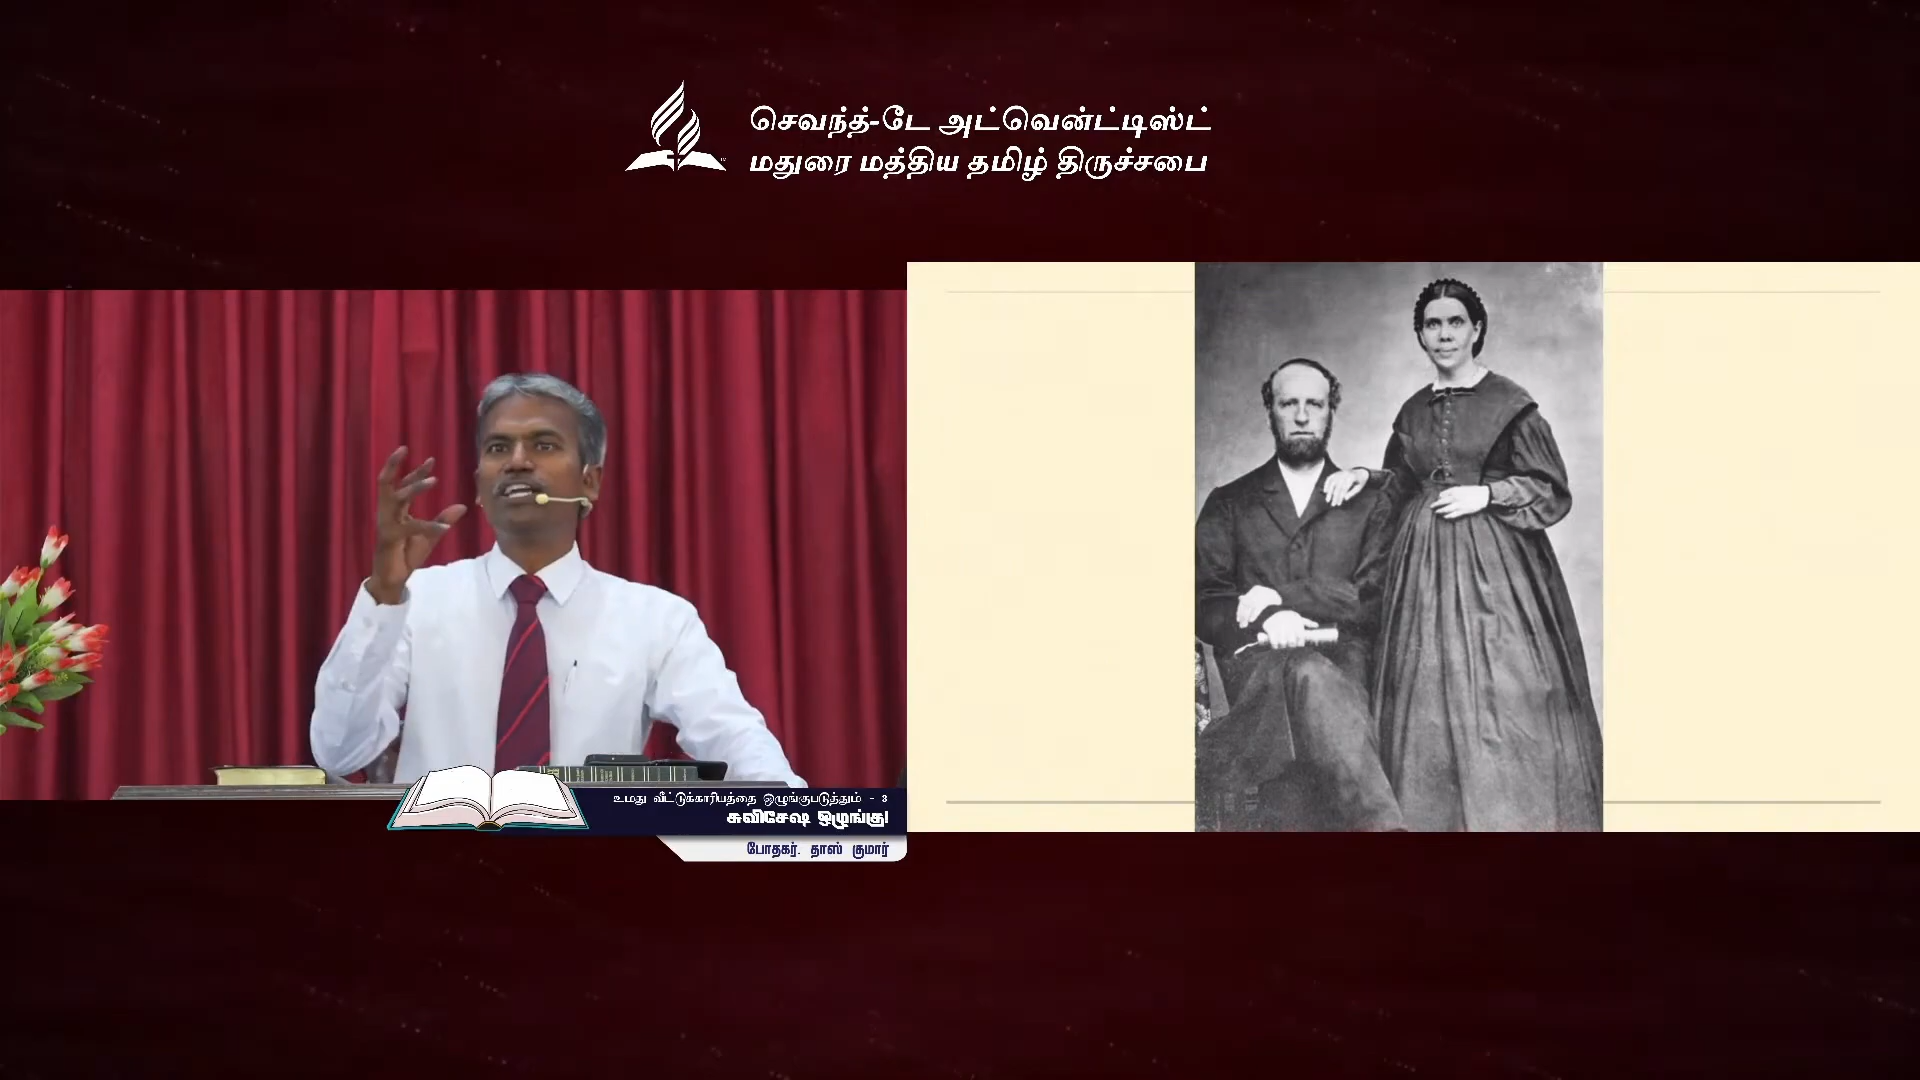 செவந்த்-டே அட்வென்ட்டிஸ்ட்
மதுரை மத்திய தமிழ் திருச்சபை
உமது வீட்டுக்காரியத்தை ஒழுங்குபடுத்தும் - 3
சுவிசேஷ ஒழுங்கு!
போதகர். தாஸ் குமார்